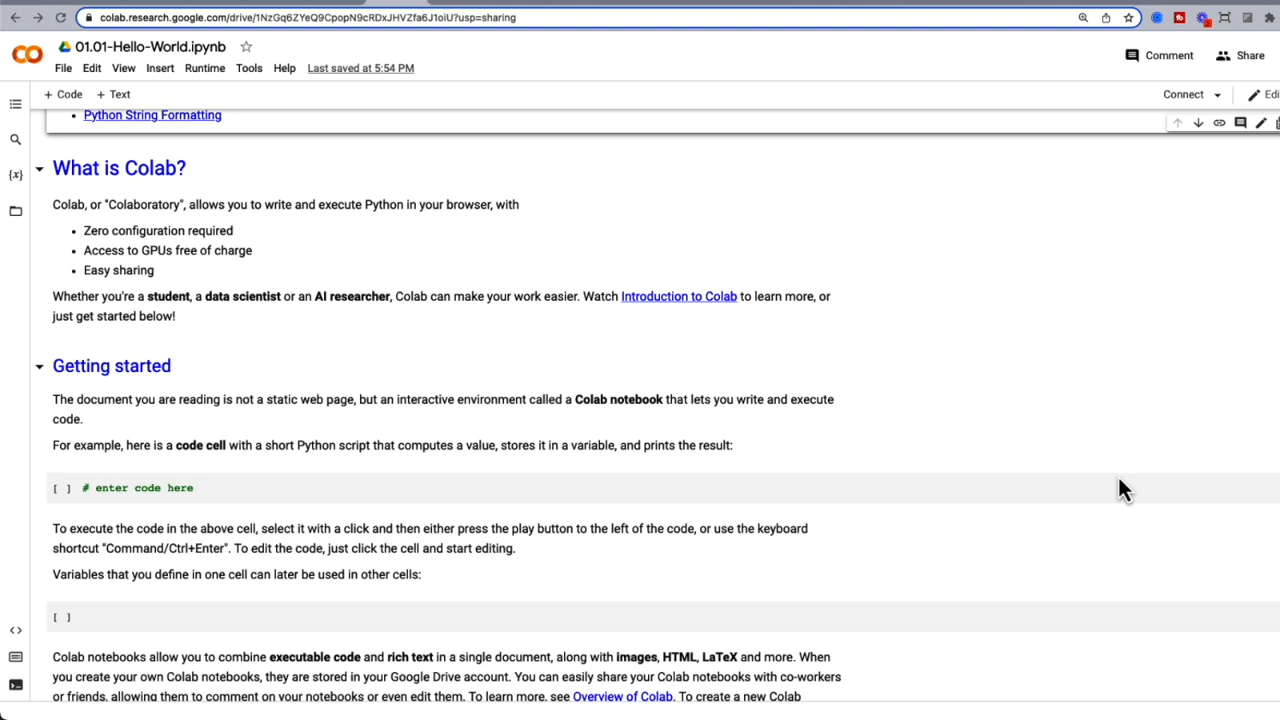 colab.research.google.com/drive/1NzGq6ZYeQ9CpopN9cRDxJHVZfa6J1oiU?usp=sharing
01.01-Hello-World.ipynb
File Edit View Insert Runtime Tools Help Last saved at 5:54 PM
Comment Share
+ Code + Text
Connect
• Python String Formatting
What is Colab?
Colab, or "Colaboratory", allows you to write and execute Python in your browser, with
• Zero configuration required
• Access to GPUs free of charge
• Easy sharing
Whether you're a student, a data scientist or an AI researcher, Colab can make your work easier. Watch Introduction to Colab to learn more, or
just get started below!
Getting started
The document you are reading is not a static web page, but an interactive environment called a Colab notebook that lets you write and execute
code.
For example, here is a code cell with a short Python script that computes a value, stores it in a variable, and prints the result:
[ ] # enter code here
To execute the code in the above cell, select it with a click and then either press the play button to the left of the code, or use the keyboard
shortcut "Command/Ctrl+Enter". To edit the code, just click the cell and start editing.
Variables that you define in one cell can later be used in other cells:
[ ]
Colab notebooks allow you to combine executable code and rich text in a single document, along with images, HTML, LaTeX and more. When
you create your own Colab notebooks, they are stored in your Google Drive account. You can easily share your Colab notebooks with co-workers
or friends, allowing them to comment on your notebooks or even edit them. To learn more, see Overview of Colab. To create a new Colab